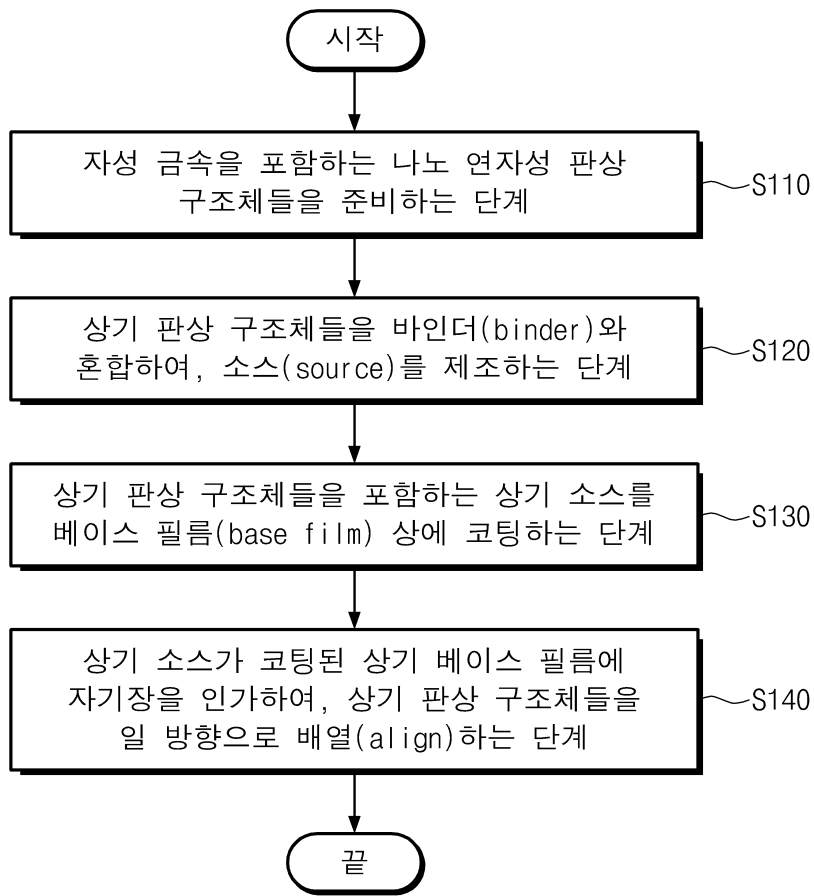 시작
자성 금속을 포함하는 나노 연자성 판상
구조체들을 준비하는 단계
S110
상기 판상 구조체들을 바인더(binder)와
혼합하여, 소스(source)를 제조하는 단계
S120
상기 판상 구조체들을 포함하는 상기 소스를
베이스 필름(base film) 상에 코팅하는 단계
S130
상기 소스가 코팅된 상기 베이스 필름에
자기장을 인가하여, 상기 판상 구조체들을
일 방향으로 배열(align)하는 단계
S140
끝